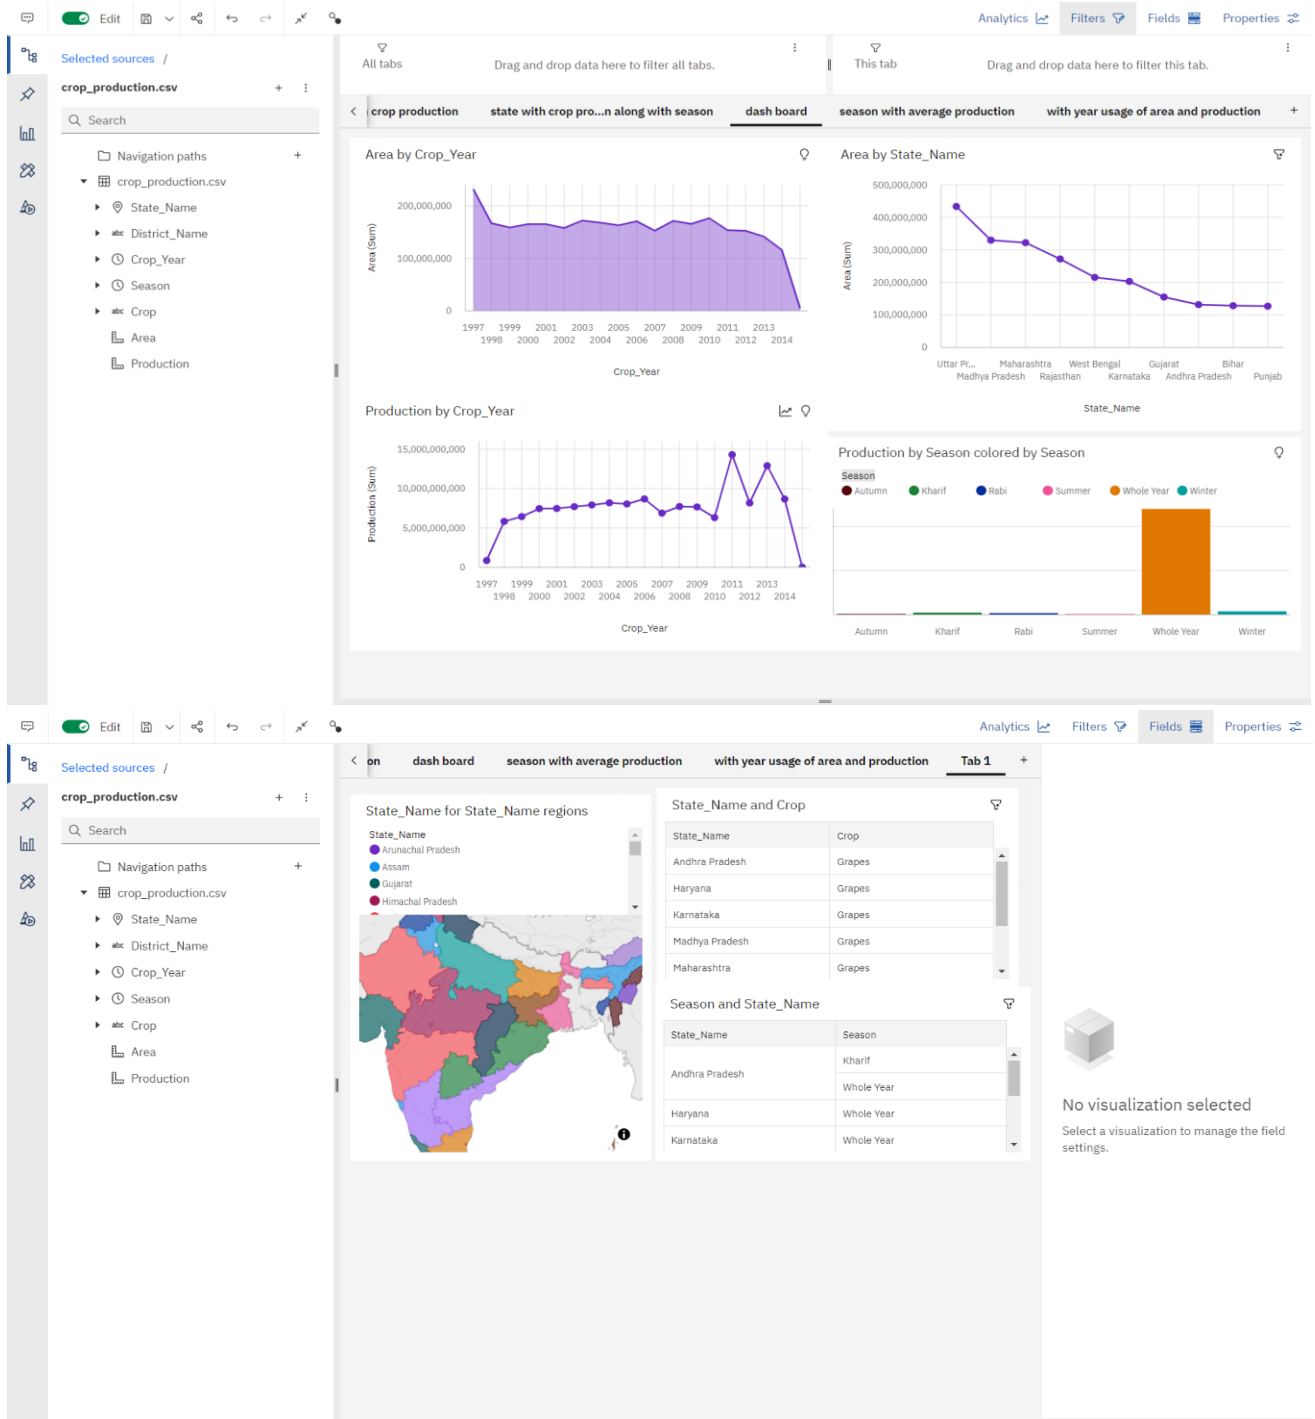 Edit
Analytics
Filters
Fields
Properties
Selected sources /
crop_production.csv
Search
Navigation paths
crop_production.csv
State_Name
District_Name
Crop_Year
Season
Crop
Area
Production
All tabs
Drag and drop data here to filter all tabs.
This tab
Drag and drop data here to filter this tab.
crop production
state with crop pro...n along with season
dash board
season with average production
with year usage of area and production
Area by Crop_Year
Area (Sum)
200,000,000
100,000,000
0
1997 1999 2001 2003 2005 2007 2009 2011 2013
1998 2000 2002 2004 2006 2008 2010 2012 2014
Crop_Year
Area by State_Name
Area (Sum)
500,000,000
400,000,000
300,000,000
200,000,000
100,000,000
0
Uttar Pr... Maharashtra West Bengal Gujarat Bihar
Madhya Pradesh Rajasthan Karnataka Andhra Pradesh Punjab
State_Name
Production by Crop_Year
Production (Sum)
15,000,000,000
10,000,000,000
5,000,000,000
0
1997 1999 2001 2003 2005 2007 2009 2011 2013
1998 2000 2002 2004 2006 2008 2010 2012 2014
Crop_Year
Production by Season colored by Season
Season
Autumn Kharif Rabi Summer Whole Year Winter
Autumn Kharif Rabi Summer Whole Year Winter
Edit
Analytics
Filters
Fields
Properties
Selected sources /
crop_production.csv
Search
Navigation paths
crop_production.csv
State_Name
District_Name
Crop_Year
Season
Crop
Area
Production
on
dash board
season with average production
with year usage of area and production
Tab 1
State_Name for State_Name regions
State_Name
Arunachal Pradesh
Assam
Gujarat
Himachal Pradesh
State_Name and Crop
State_Name Crop
Andhra Pradesh Grapes
Haryana Grapes
Karnataka Grapes
Madhya Pradesh Grapes
Maharashtra Grapes
Season and State_Name
State_Name Season
Andhra Pradesh Kharif
Whole Year
Haryana Whole Year
Karnataka Whole Year
No visualization selected
Select a visualization to manage the field
settings.